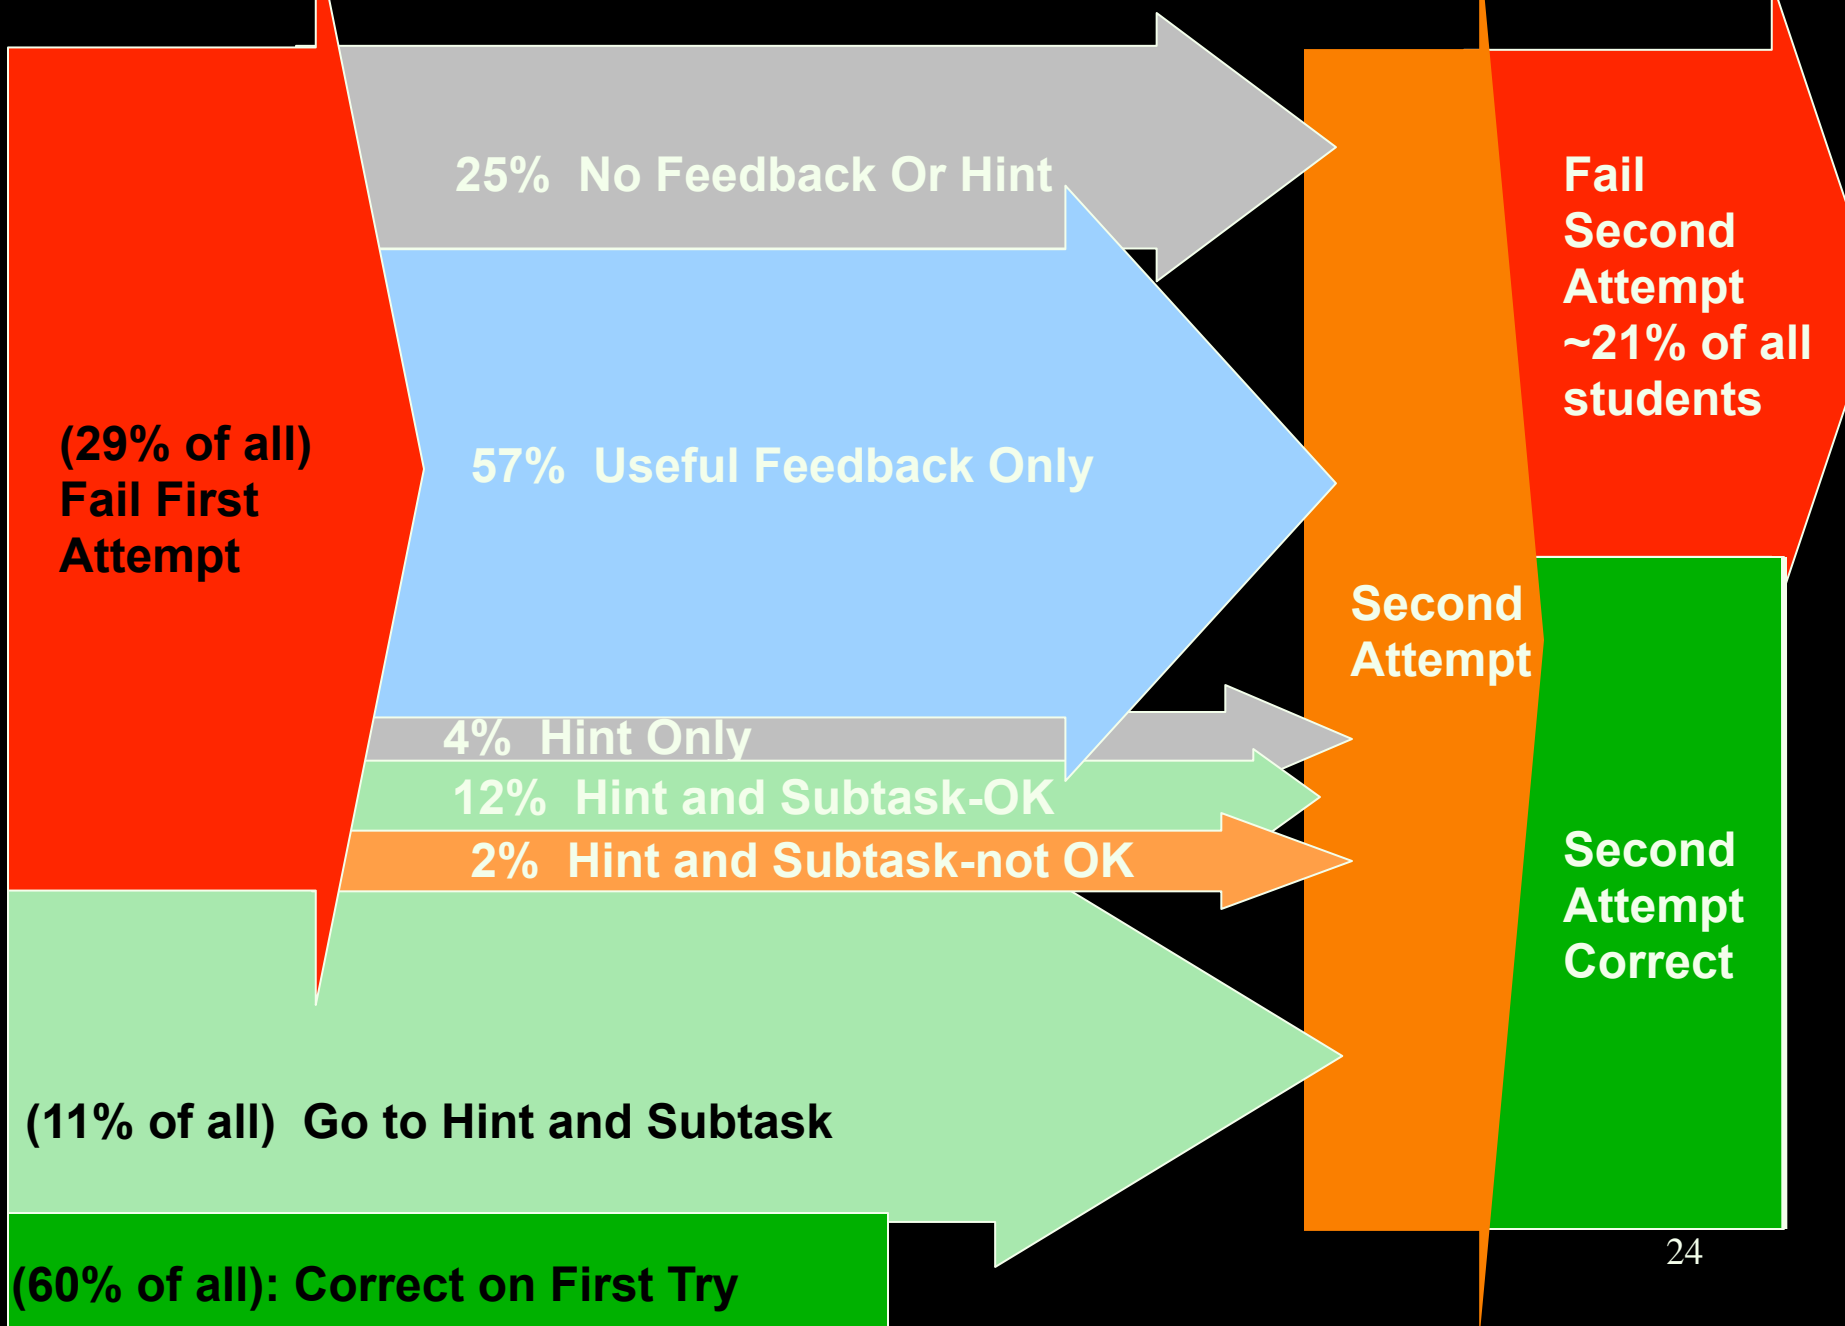 (29% of all)
Fail First
Attempt
25%  No Feedback Or Hint
57%  Useful Feedback Only
4%  Hint Only
12%  Hint and Subtask-OK
2%  Hint and Subtask-not OK
(11% of all)  Go to Hint and Subtask
(60% of all): Correct on First Try
Second
Attempt
Fail
Second
Attempt
~21% of all
students
Second
Attempt
Correct
24